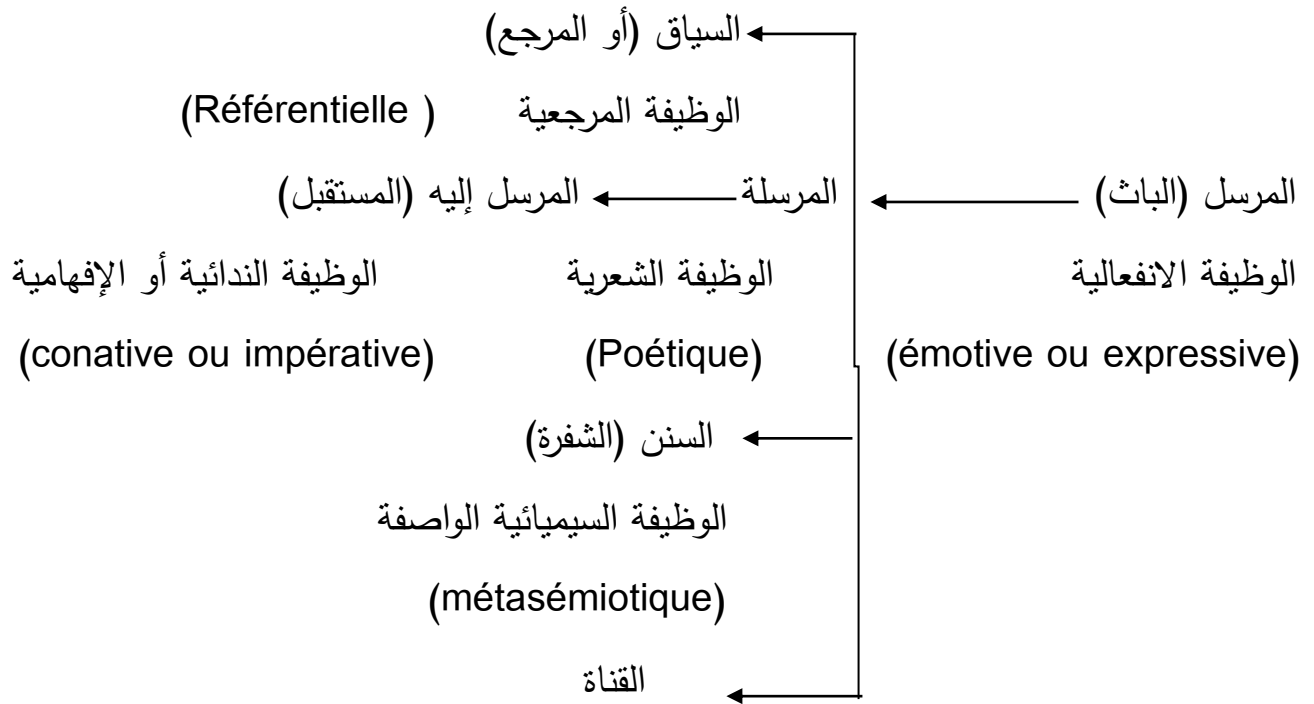 السياق (أو المرجع)
الوظيفة المرجعية (Référentielle )
المرسل (الباث) المرسلة المرسل إليه (المستقبل)
الوظيفة الانفعالية الوظيفة الشعرية الوظيفة الندائية أو الإفهامية
(émotive ou expressive) (Poétique) (conative ou impérative)
السنن (الشفرة)
الوظيفة السيميائية الواصفة
(métasémiotique)
القناة